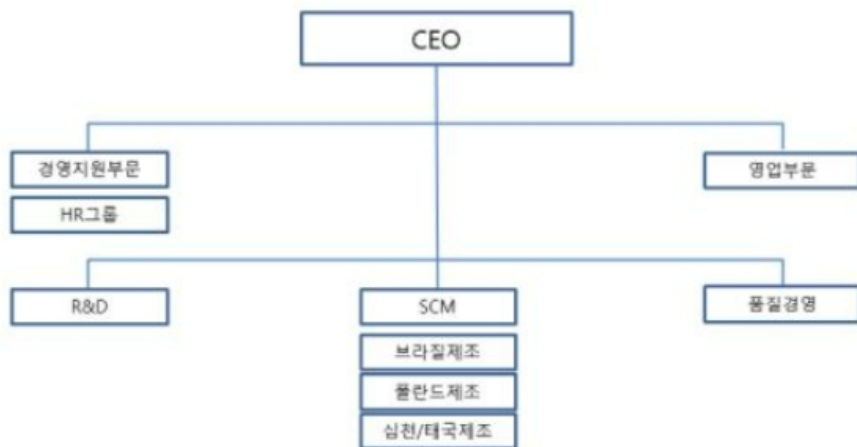 CEO
경영지원부문
영업부문
HR그룹
R&D
SCM
품질경영
브라질제조
폴란드제조
심천/태국제조